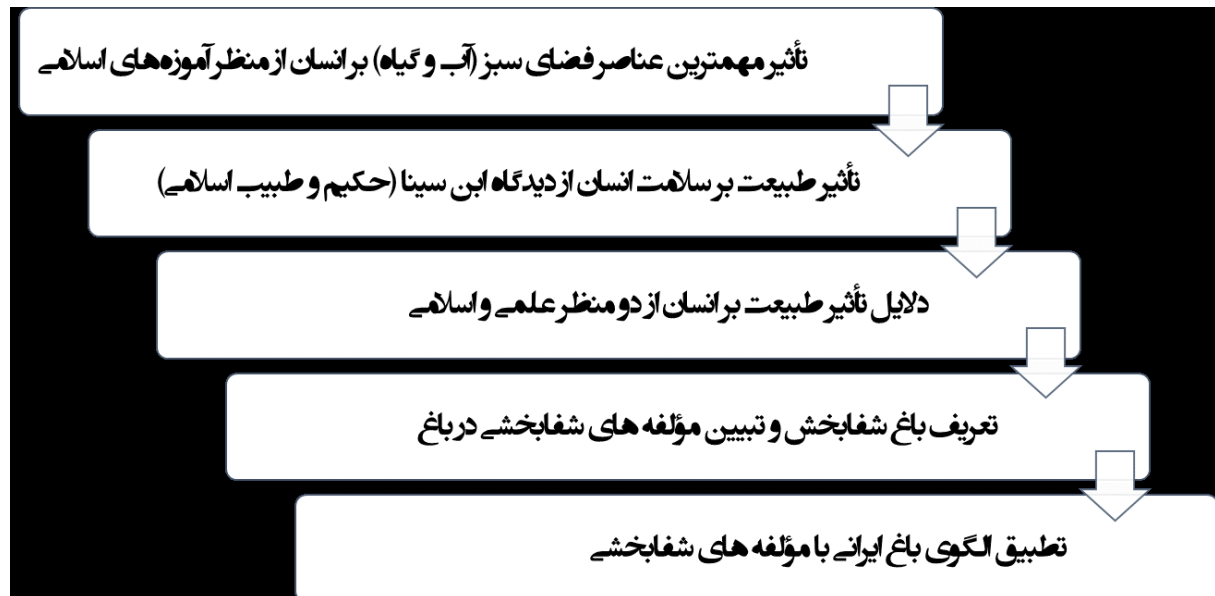 تأثیر مهمترین عناصر فضای سبز (آب و گیاه) بر انسان از منظر آموزه‌های اسلامی
تأثیر طبیعت بر سلامت انسان از دیدگاه ابن سینا (حکیم و طبیب اسلامی)
دلایل تأثیر طبیعت بر انسان از دو منظر علمی و اسلامی
تعریف باغ شفابخش و تبیین مؤلفه های شفابخشی در باغ
تطبیق الگوی باغ ایرانی با مؤلفه های شفابخشی